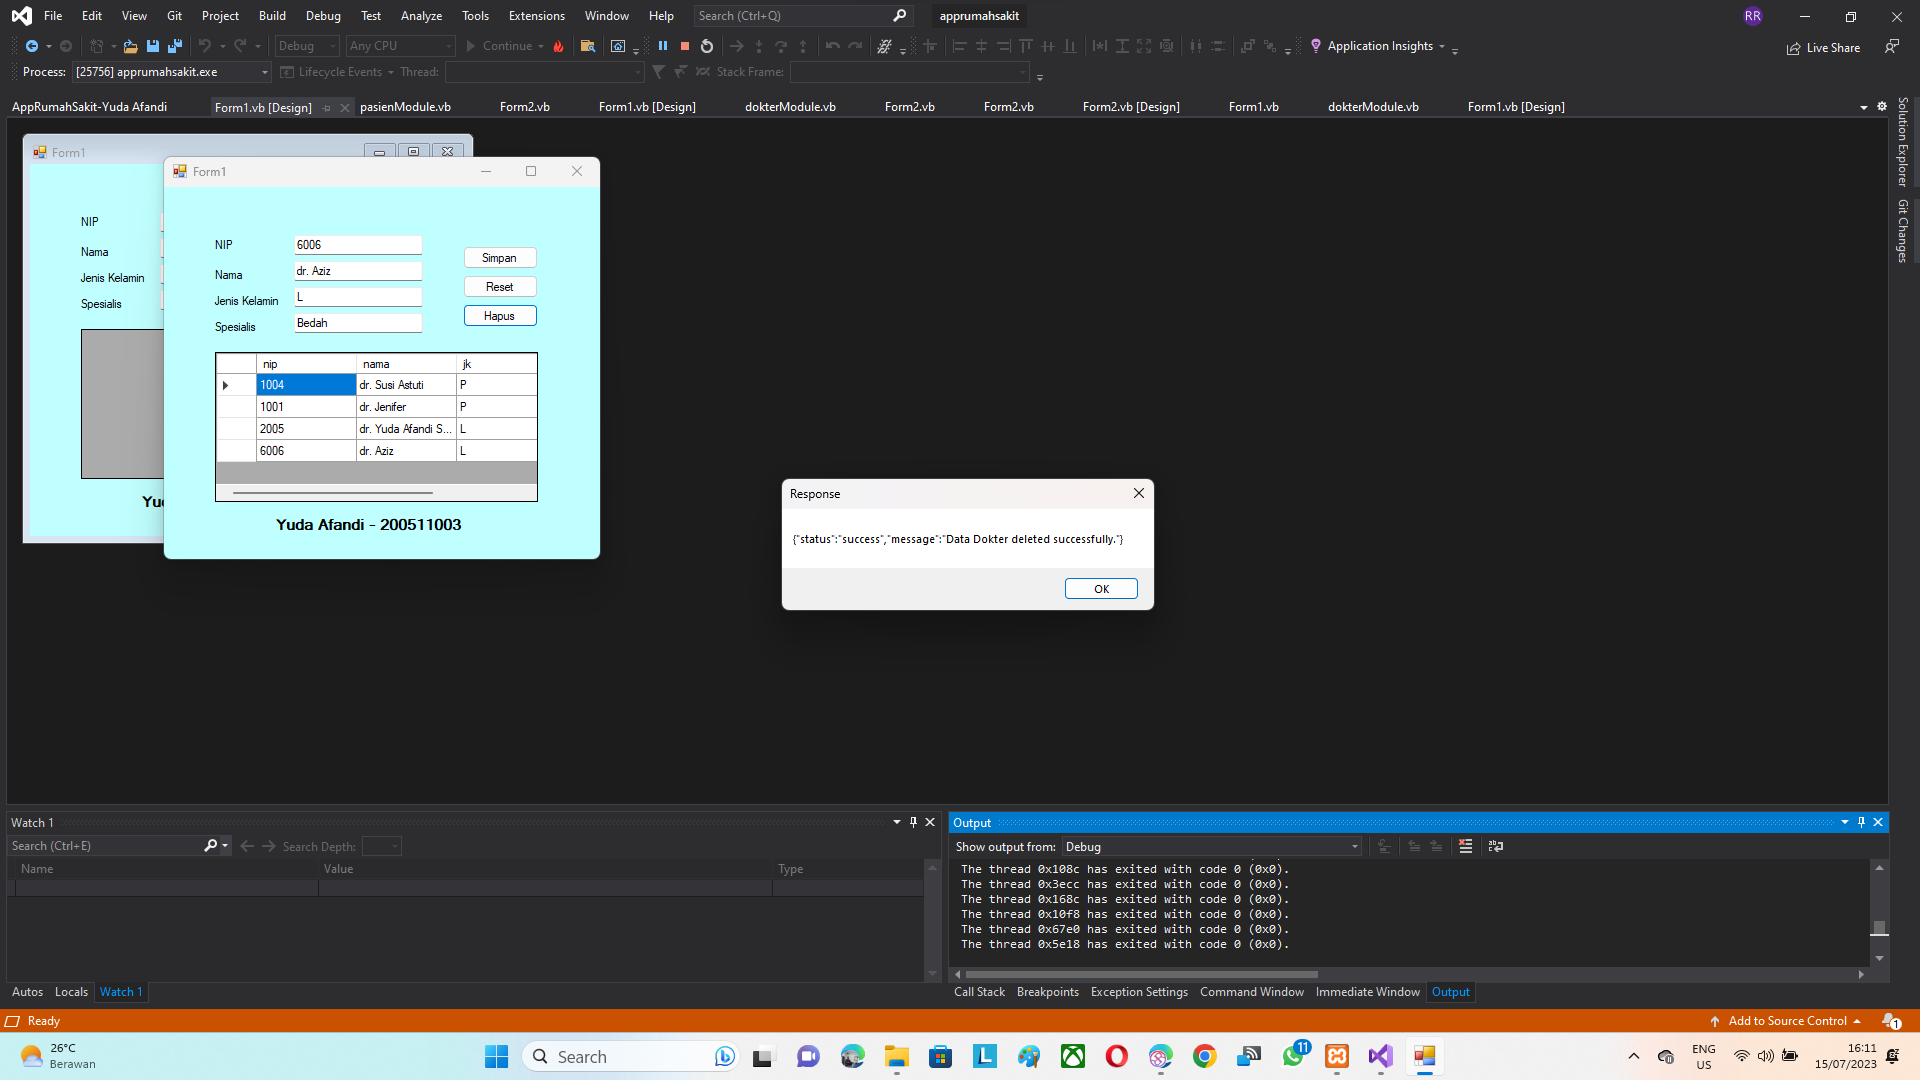 File Edit View Git Project Build Debug Test Analyze Tools Extensions Window Help Search (Ctrl+Q) apprumahsakit RR
Debug Any CPU Continue Application Insights Live Share
Process: [25756] apprumahsakit.exe Lifecycle Events Thread: Stack Frame:
AppRumahSakit-Yuda Afandi Form1.vb [Design] pasienModule.vb Form2.vb Form1.vb [Design] dokterModule.vb Form2.vb Form2.vb Form2.vb [Design] Form1.vb dokterModule.vb Form1.vb [Design]
Solution Explorer
Git Changes
Form1
NIP
Nama
Jenis Kelamin
Spesialis
Form1
NIP 6006
Nama dr. Aziz
Jenis Kelamin L
Spesialis Bedah
Simpan
Reset
Hapus
nip nama jk
1004 dr. Susi Astuti P
1001 dr. Jenifer P
2005 dr. Yuda Afandi S... L
6006 dr. Aziz L
Yuda Afandi - 200511003
Response
{"status":"success","message":"Data Dokter deleted successfully."}
OK
Watch 1
Search (Ctrl+E) Search Depth:
Name Value Type
Autos Locals Watch 1
Output
Show output from: Debug
The thread 0x108c has exited with code 0 (0x0).
The thread 0x3ecc has exited with code 0 (0x0).
The thread 0x168c has exited with code 0 (0x0).
The thread 0x10f8 has exited with code 0 (0x0).
The thread 0x67e0 has exited with code 0 (0x0).
The thread 0x5e18 has exited with code 0 (0x0).
Call Stack Breakpoints Exception Settings Command Window Immediate Window Output
Ready Add to Source Control 1
26°C
Berawan
Search
11
ENG
US
16:11
15/07/2023